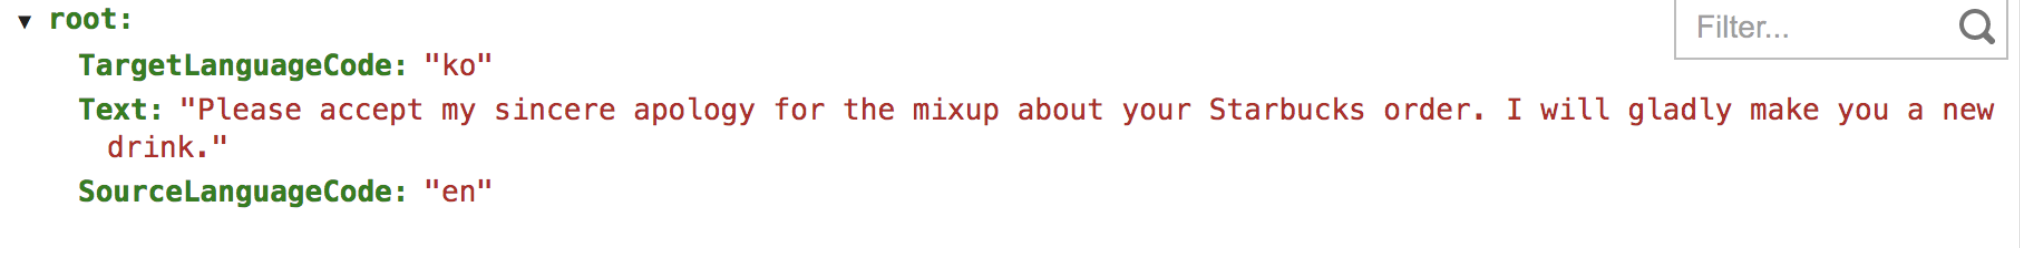 ▼ root:
Filter...
TargetLanguageCode: "ko"
Text: "Please accept my sincere apology for the mixup about your Starbucks order. I will gladly make you a new
drink."
SourceLanguageCode: "en"